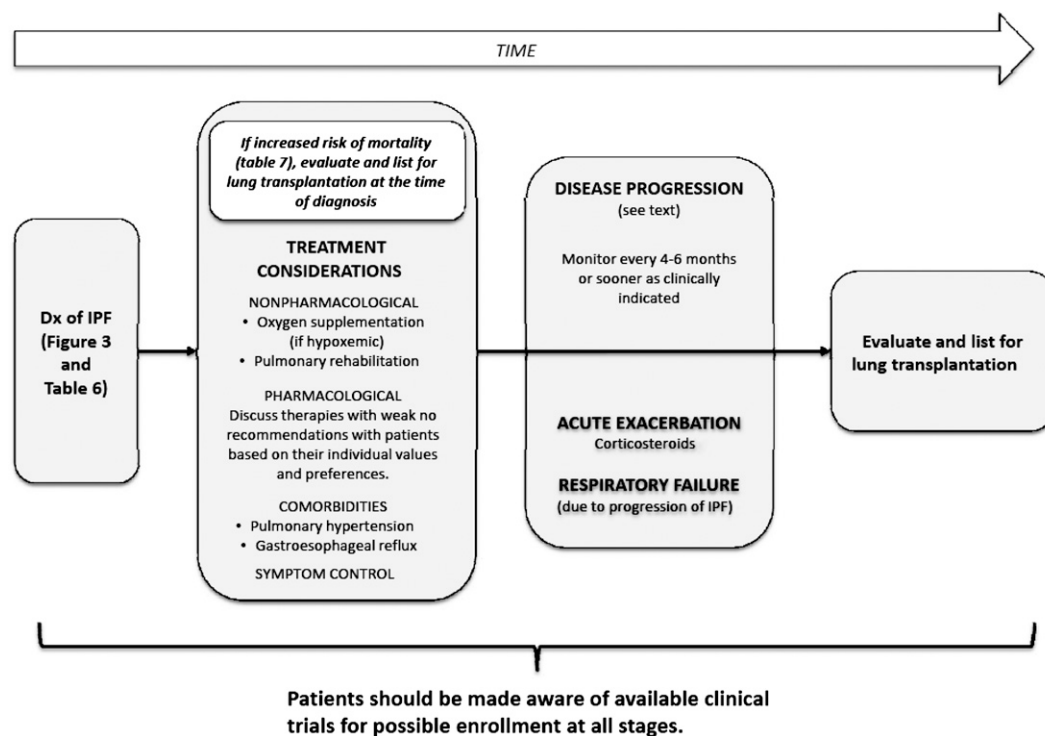 TIME
If increased risk of mortality
(table 7), evaluate and list for
lung transplantation at the time
of diagnosis
TREATMENT
CONSIDERATIONS
NONPHARMACOLOGICAL
• Oxygen supplementation
(if hypoxemic)
• Pulmonary rehabilitation
PHARMACOLOGICAL
Discuss therapies with weak no
recommendations with patients
based on their individual values
and preferences.
COMORBIDITIES
• Pulmonary hypertension
• Gastroesophageal reflux
SYMPTOM CONTROL
Dx of IPF
(Figure 3
and
Table 6)
DISEASE PROGRESSION
(see text)
Monitor every 4-6 months
or sooner as clinically
indicated
ACUTE EXACERBATION
Corticosteroids
RESPIRATORY FAILURE
(due to progression of IPF)
Evaluate and list for
lung transplantation
Patients should be made aware of available clinical
trials for possible enrollment at all stages.